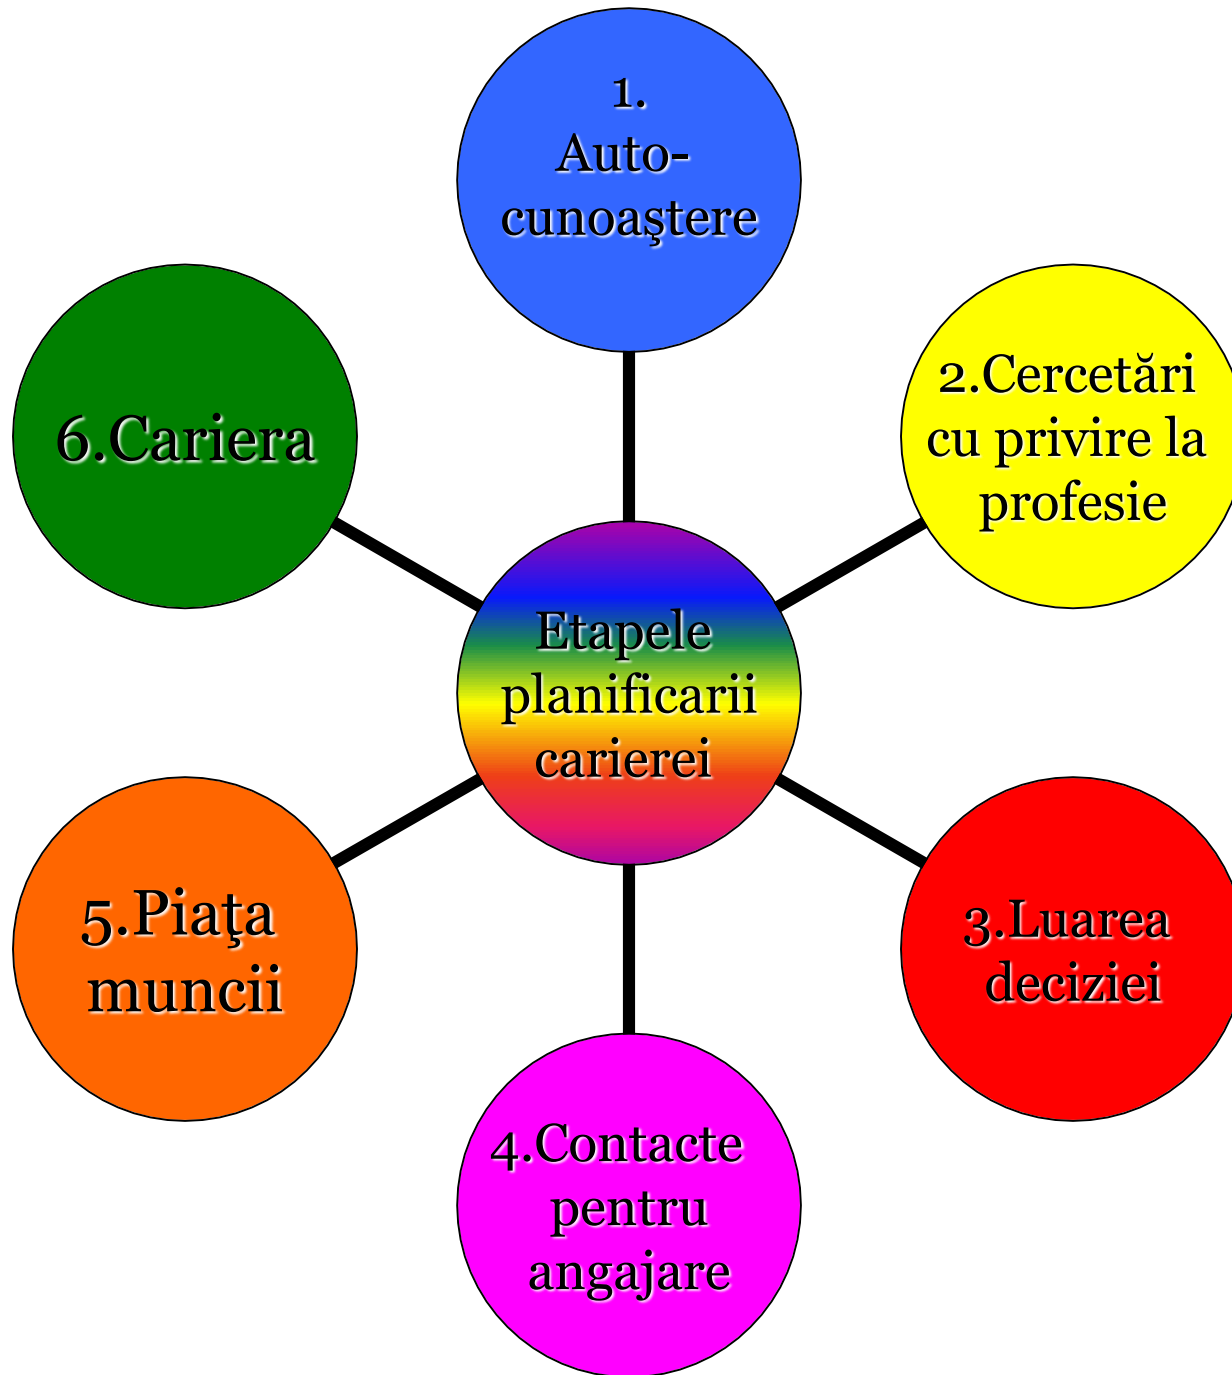 1.
Auto-
cunoaştere
2.Cercetări
cu privire la
profesie
3.Luarea
deciziei
4.Contacte
pentru
angajare
5.Piaţa
muncii
6.Cariera
Etapele
planificarii
carierei